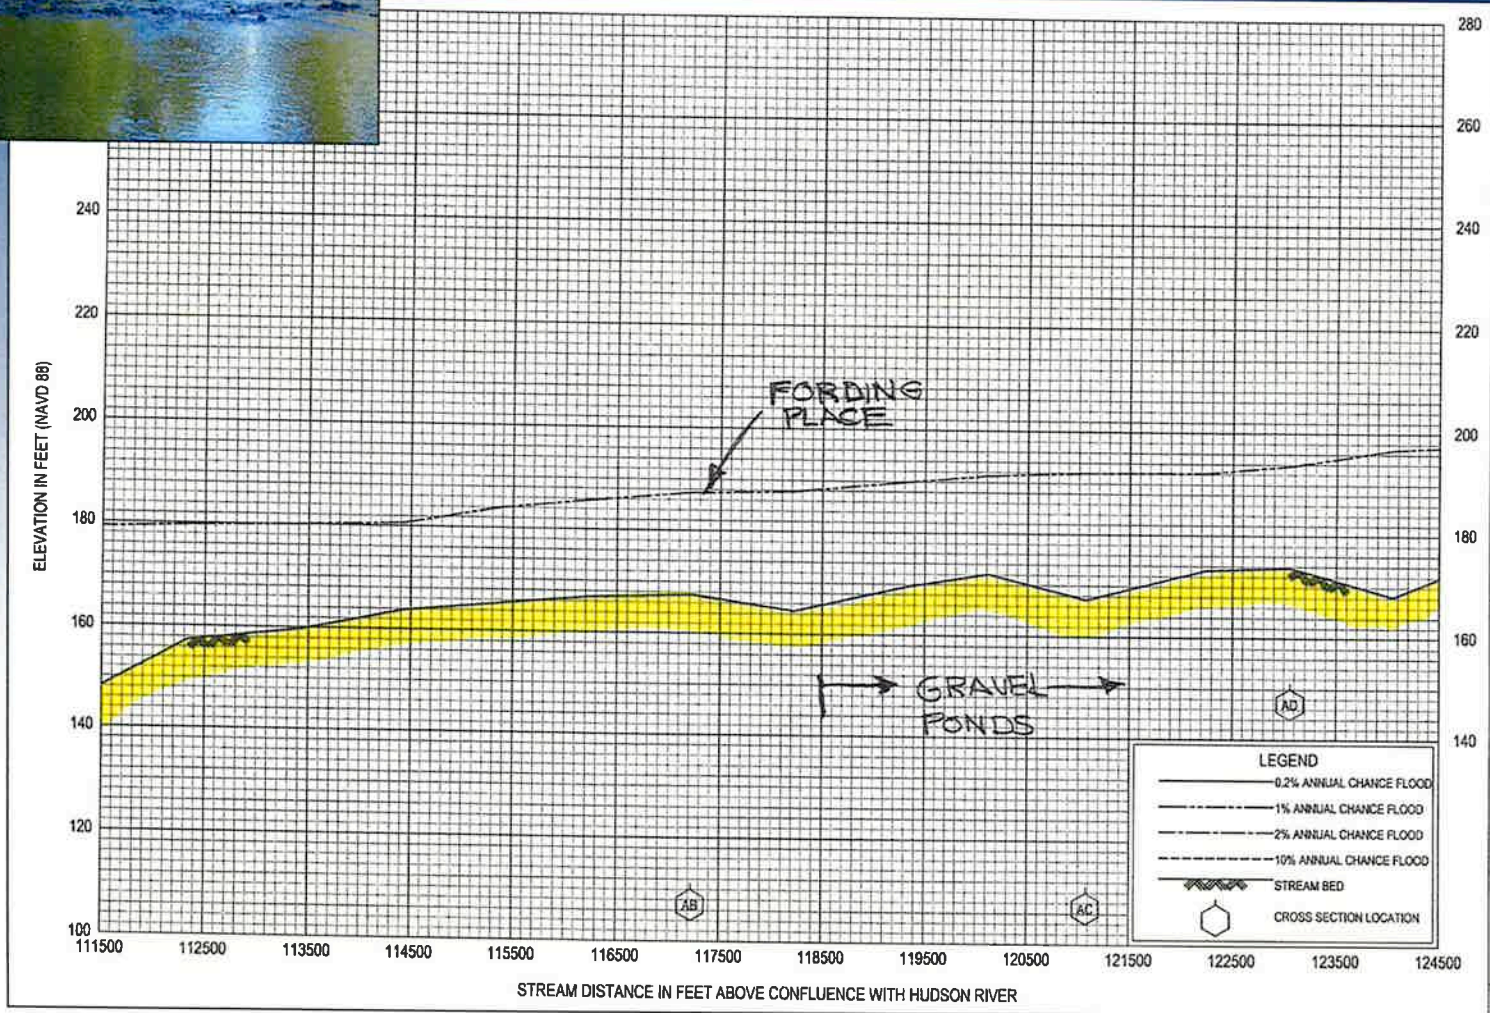 280
260
240
240
220
220
200
200
180
180
160
160
140
140
120
100
ELEVATION IN FEET (NAVD 88)
FORDING
PLACE
GRAVEL
PONDS
AD
AB
AC
LEGEND
0.2% ANNUAL CHANCE FLOOD
1% ANNUAL CHANCE FLOOD
2% ANNUAL CHANCE FLOOD
10% ANNUAL CHANCE FLOOD
STREAM BED
CROSS SECTION LOCATION
111500 112500 113500 114500 115500 116500 117500 118500 119500 120500 121500 122500 123500 124500
STREAM DISTANCE IN FEET ABOVE CONFLUENCE WITH HUDSON RIVER